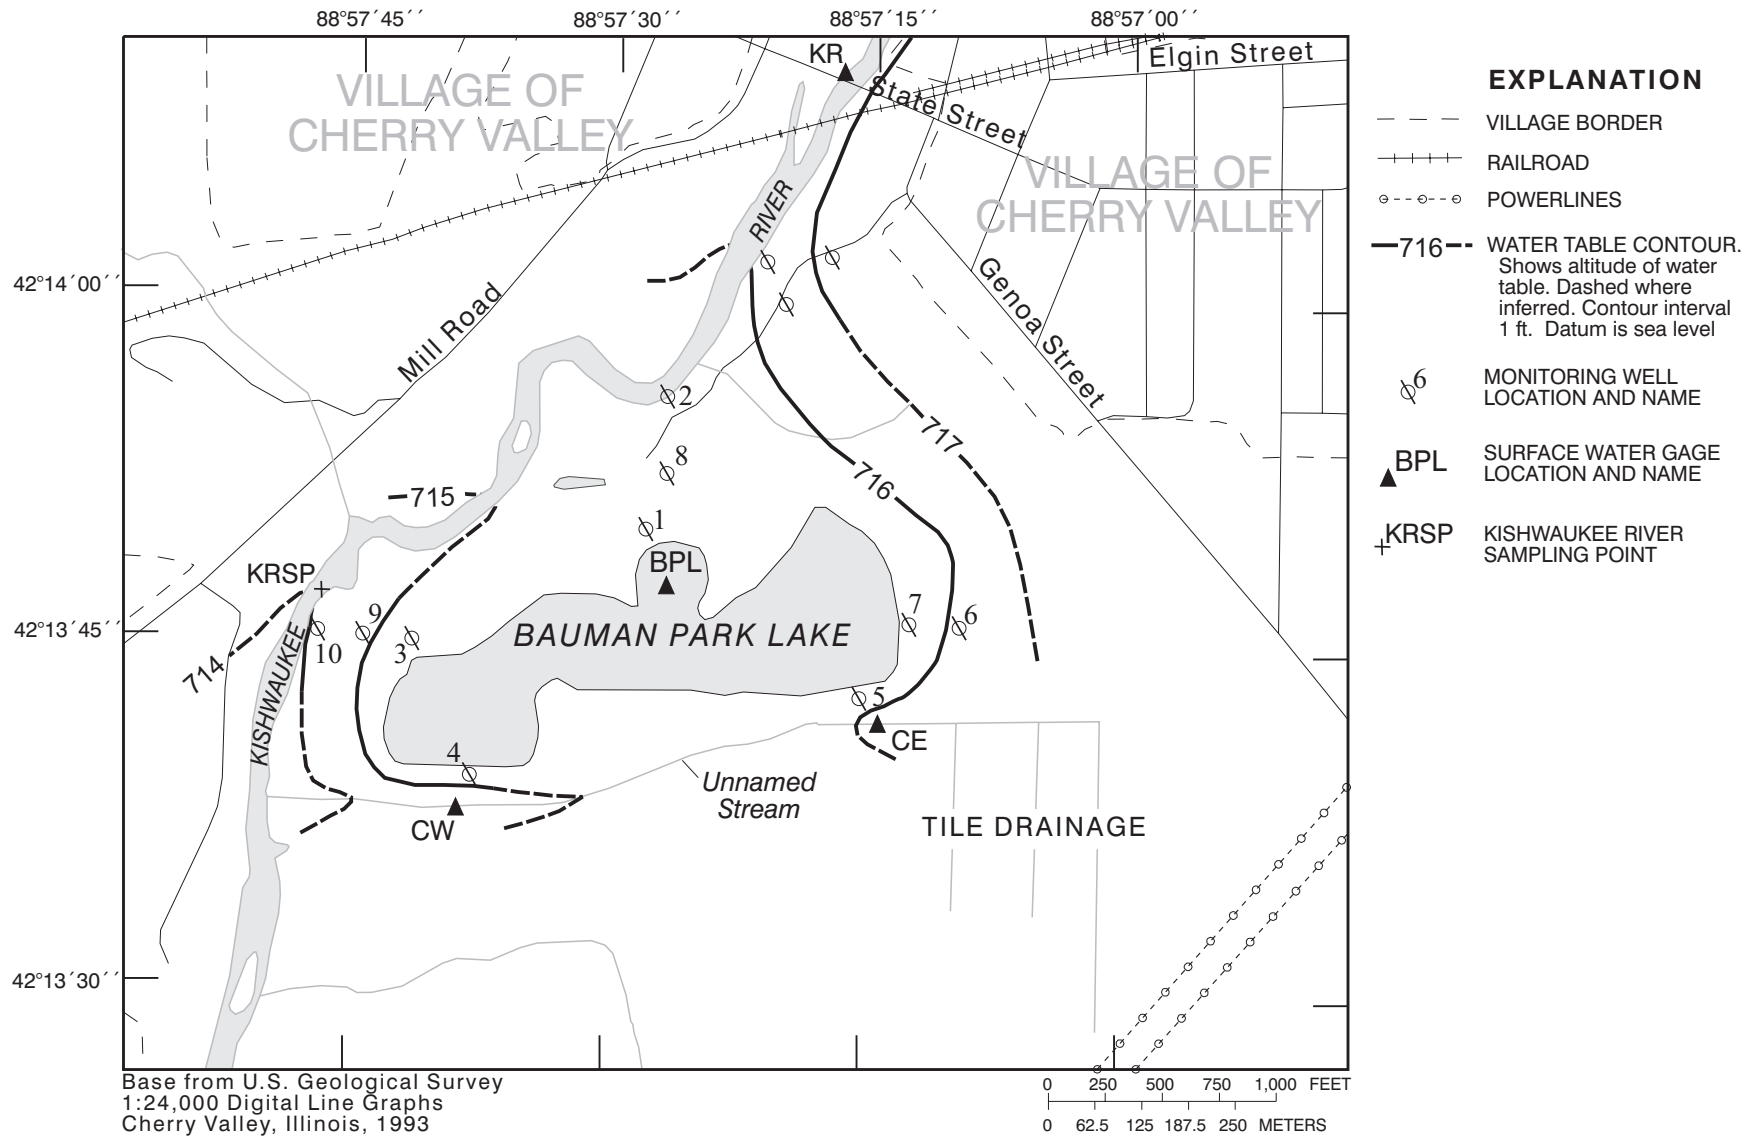 88°57´45´´ 88°57´30´´ 88°57´15´´ 88°57´00´´
KR
Elgin Street
State Street
VILLAGE OF
CHERRY VALLEY
VILLAGE OF
CHERRY VALLEY
RIVER
42°14´00´´
Mill Road
Genoa Street
2
717
8
716
715
1
BPL
KRSP
9
7
6
BAUMAN PARK LAKE
10
3
42°13´45´´
714
KISHWAUKEE
5
CE
4
Unnamed
Stream
CW
TILE DRAINAGE
42°13´30´´
Base from U.S. Geological Survey
1:24,000 Digital Line Graphs
Cherry Valley, Illinois, 1993
0 250 500 750 1,000 FEET
0 62.5 125 187.5 250 METERS
EXPLANATION
VILLAGE BORDER
RAILROAD
POWERLINES
716 WATER TABLE CONTOUR.
Shows altitude of water
table. Dashed where
inferred. Contour interval
1 ft. Datum is sea level
6 MONITORING WELL
LOCATION AND NAME
BPL SURFACE WATER GAGE
LOCATION AND NAME
KRSP KISHWAUKEE RIVER
SAMPLING POINT